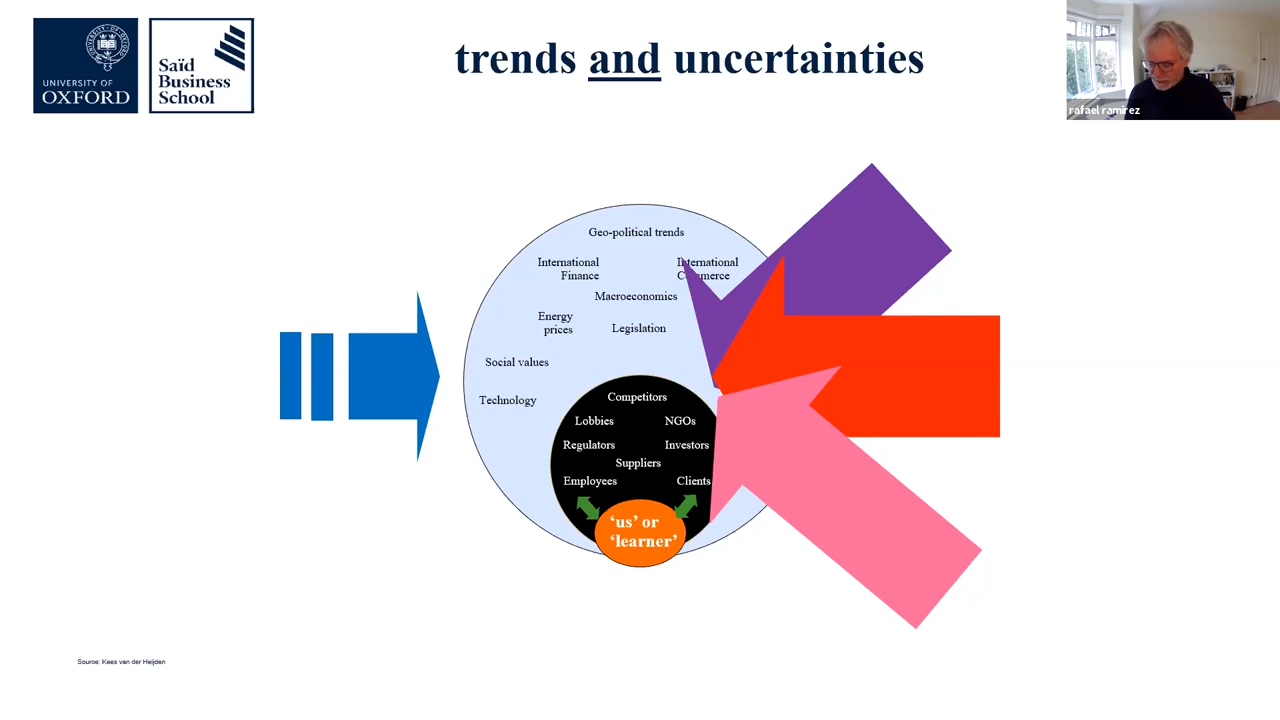 UNIVERSITY OF
OXFORD
Saïd
Business
School
trends and uncertainties
rafael ramirez
Geo-political trends
International
Finance
International
Commerce
Macroeconomics
Energy
prices
Legislation
Social values
Technology
Competitors
Lobbies
NGOs
Regulators
Investors
Suppliers
Employees
Clients
‘us’ or
‘learner’
Source: Kees van der Heijden